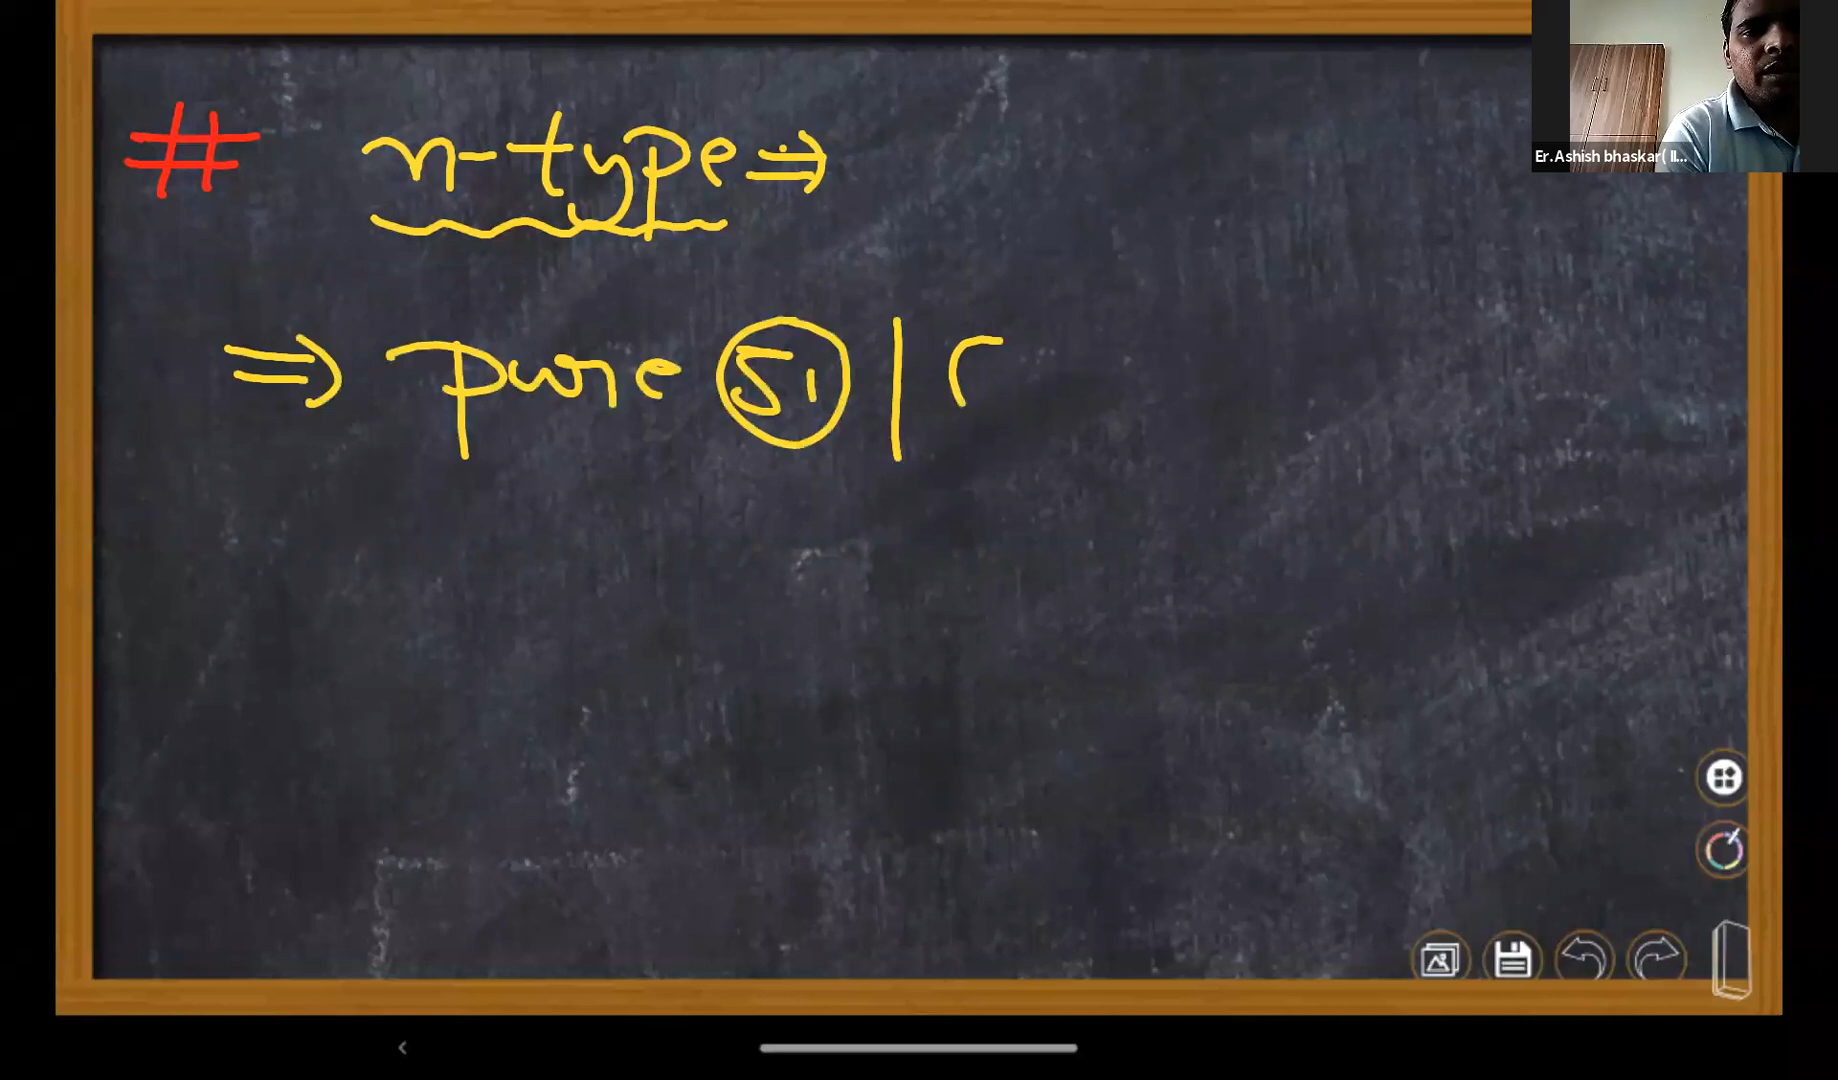 # n-type ⇒
⇒ pure Si |
Er. Ashish bhaskar( II...